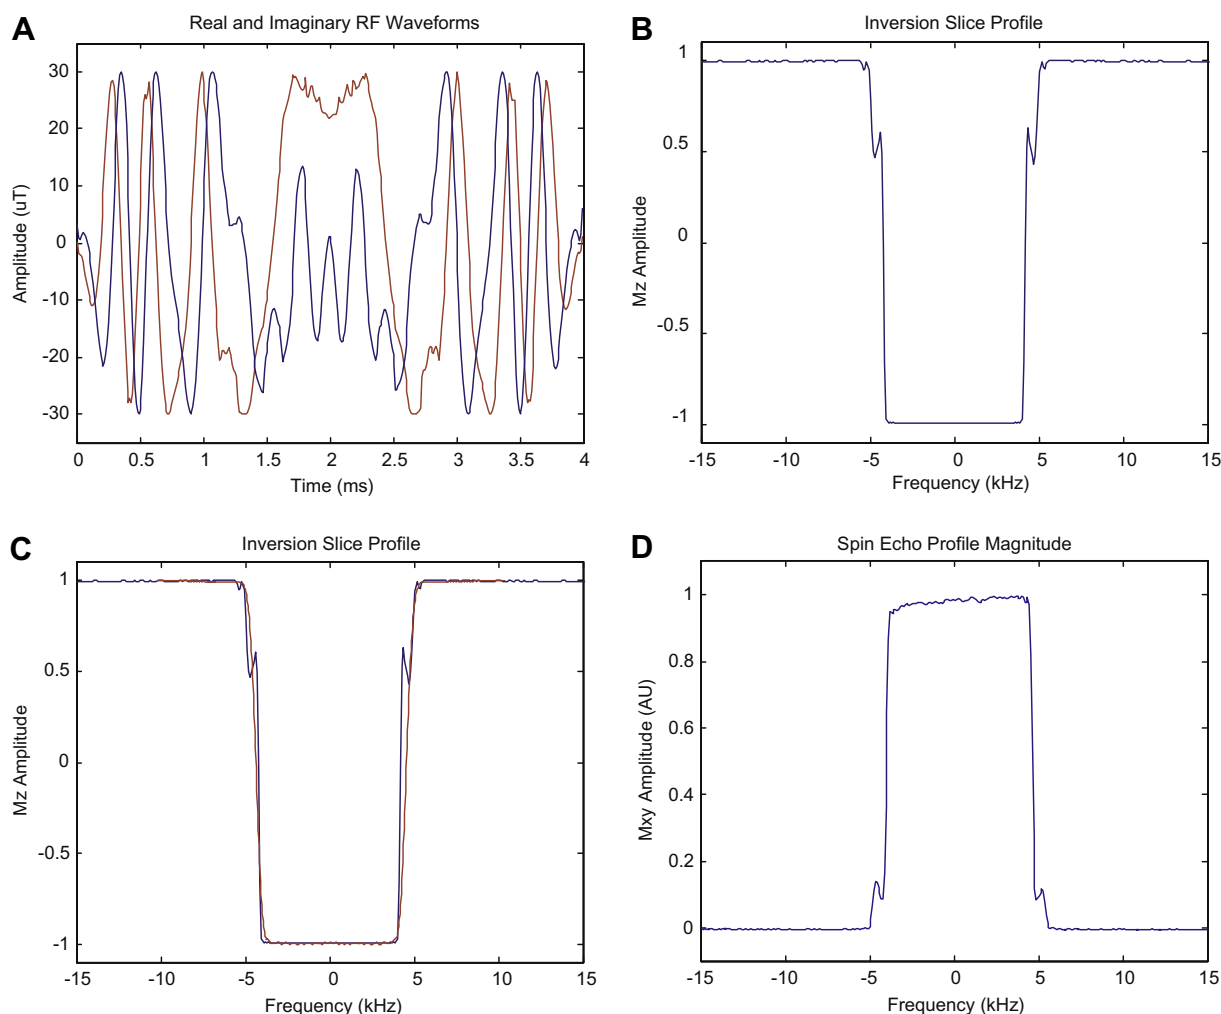 A
Real and Imaginary RF Waveforms
30
20
10
0
-10
-20
-30
Amplitude (uT)
0 0.5 1 1.5 2 2.5 3 3.5 4
Time (ms)
B
Inversion Slice Profile
1
0.5
0
-0.5
-1
Mz Amplitude
-15 -10 -5 0 5 10 15
Frequency (kHz)
C
Inversion Slice Profile
1
0.5
0
-0.5
-1
Mz Amplitude
-15 -10 -5 0 5 10 15
Frequency (kHz)
D
Spin Echo Profile Magnitude
1
0.8
0.6
0.4
0.2
0
Mxy Amplitude (AU)
-15 -10 -5 0 5 10 15
Frequency (kHz)